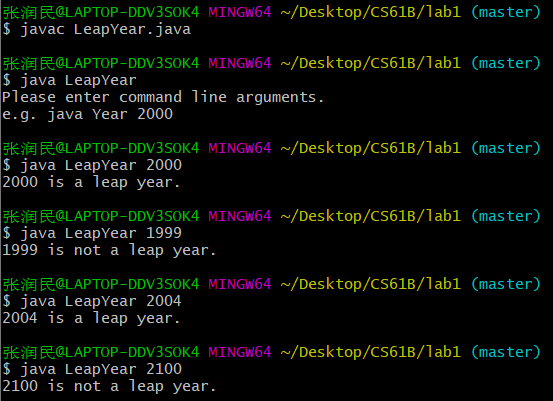 张润民@LAPTOP-DDV3SOK4 MINGW64 ~/Desktop/CS61B/lab1 (master)
$ javac LeapYear.java
张润民@LAPTOP-DDV3SOK4 MINGW64 ~/Desktop/CS61B/lab1 (master)
$ java LeapYear
Please enter command line arguments.
e.g. java Year 2000
张润民@LAPTOP-DDV3SOK4 MINGW64 ~/Desktop/CS61B/lab1 (master)
$ java LeapYear 2000
2000 is a leap year.
张润民@LAPTOP-DDV3SOK4 MINGW64 ~/Desktop/CS61B/lab1 (master)
$ java LeapYear 1999
1999 is not a leap year.
张润民@LAPTOP-DDV3SOK4 MINGW64 ~/Desktop/CS61B/lab1 (master)
$ java LeapYear 2004
2004 is a leap year.
张润民@LAPTOP-DDV3SOK4 MINGW64 ~/Desktop/CS61B/lab1 (master)
$ java LeapYear 2100
2100 is not a leap year.